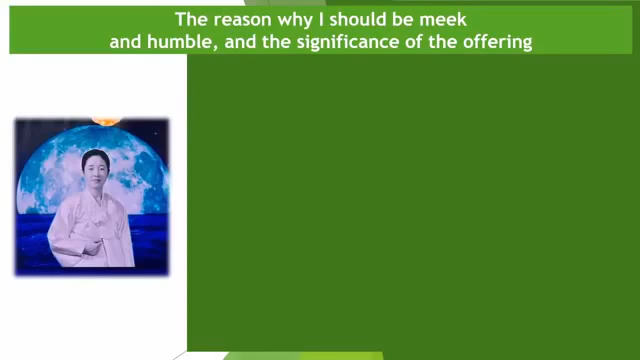 The reason why I should be meek
and humble, and the significance of the offering